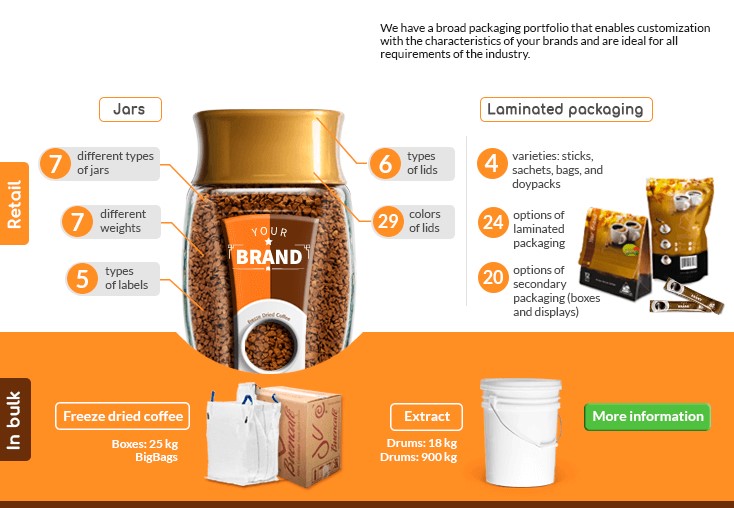 We have a broad packaging portfolio that enables customization
with the characteristics of your brands and are ideal for all
requirements of the industry.
Retail
Jars
7 different types
of jars
7 different
weights
5 types
of labels
6 types
of lids
29 colors
of lids
YOUR
BRAND
Freeze Dried Coffee
Laminated packaging
4 varieties: sticks,
sachets, bags, and
doypacks
24 options of
laminated
packaging
20 options of
secondary
packaging (boxes
and displays)
In bulk
Freeze dried coffee
Boxes: 25 kg
BigBags
Buencafé
Extract
Drums: 18 kg
Drums: 900 kg
More information